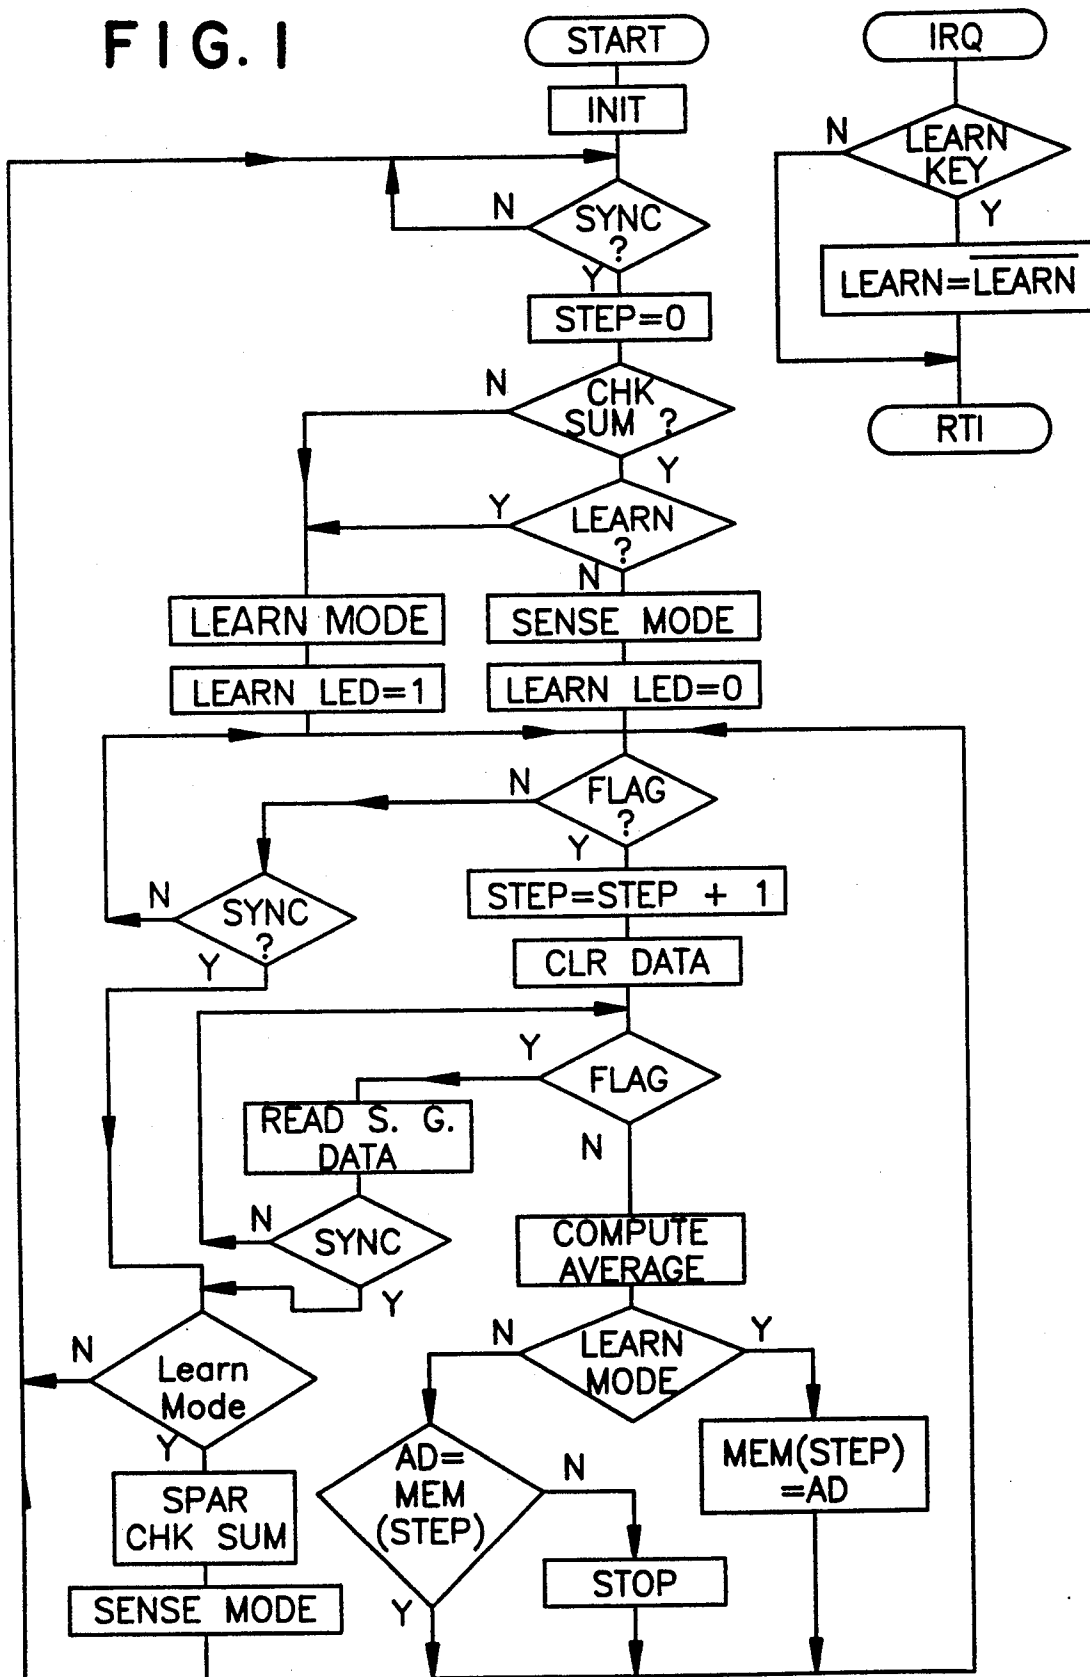 FIG. 1
START
IRQ
INIT
N
LEARN
KEY
Y
N
SYNC
?
Y
LEARN=LEARN
STEP=0
N
CHK
SUM ?
Y
RTI
Y
LEARN
?
N
LEARN MODE
SENSE MODE
LEARN LED=1
LEARN LED=0
N
FLAG
?
Y
STEP=STEP + 1
N
SYNC
?
Y
CLR DATA
Y
FLAG
N
READ S. G.
DATA
N
SYNC
Y
COMPUTE
AVERAGE
N
LEARN
MODE
Y
N
Learn
Mode
Y
AD=
MEM
(STEP)
N
Y
MEM(STEP)
=AD
SPAR
CHK SUM
STOP
SENSE MODE